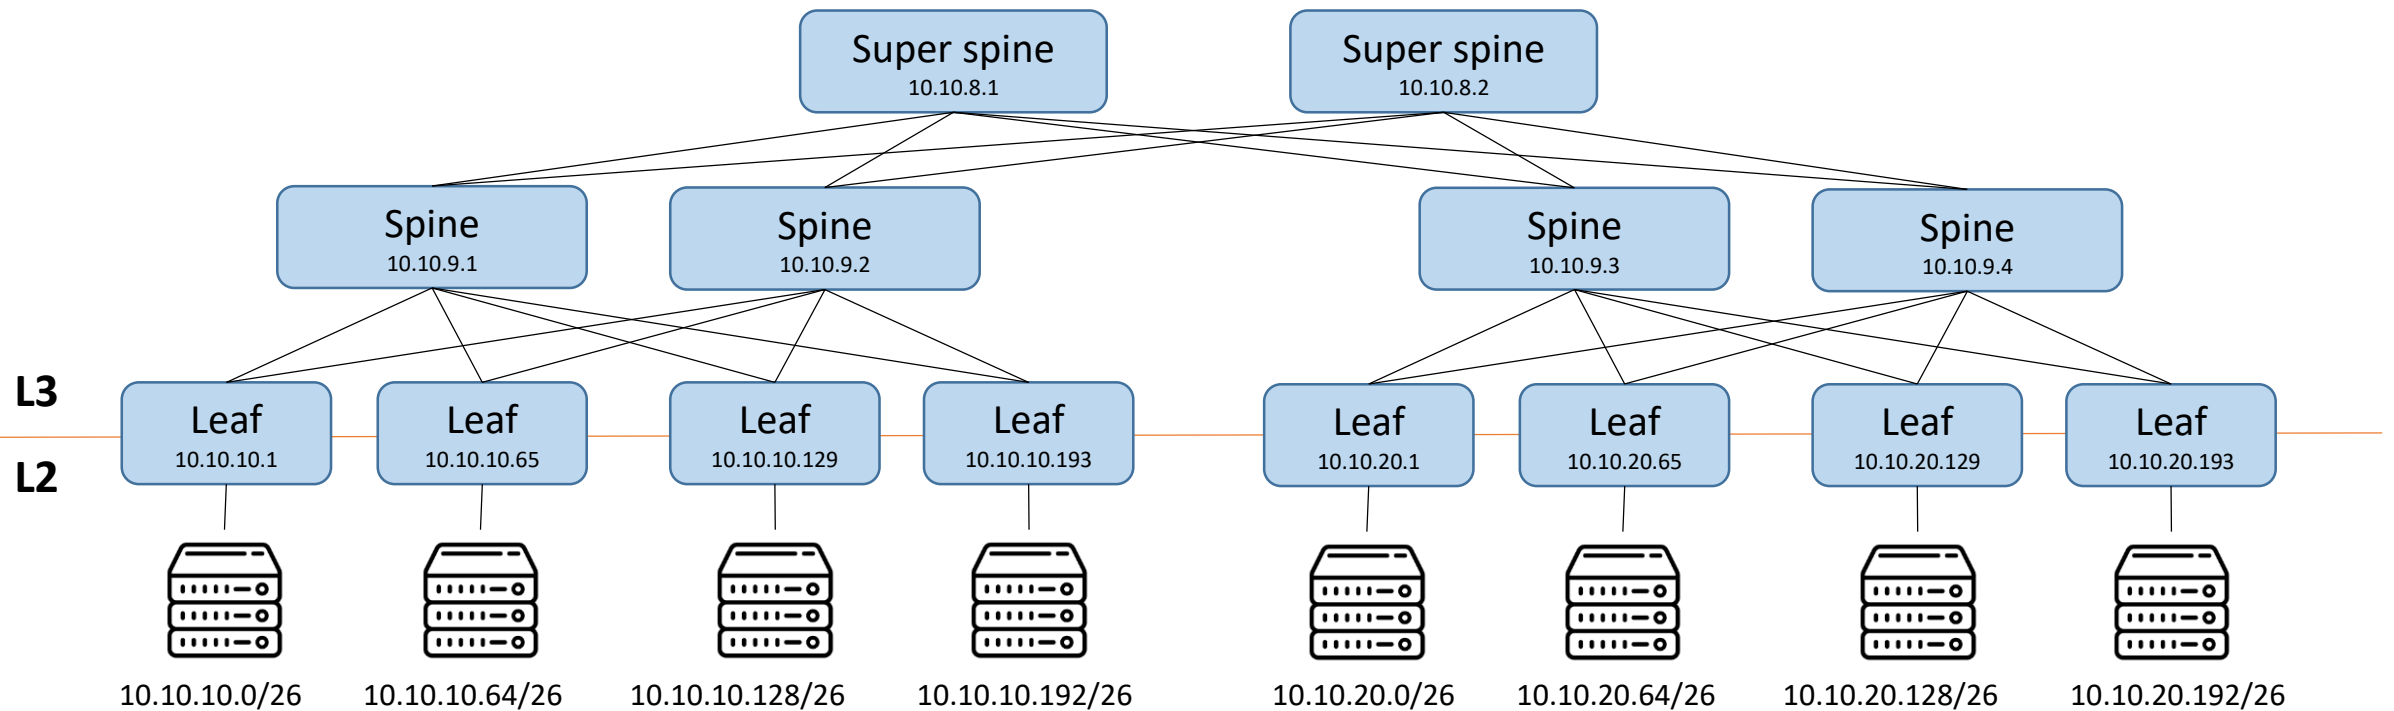 Super spine
10.10.8.1
Super spine
10.10.8.2
Spine
10.10.9.1
Spine
10.10.9.2
Spine
10.10.9.3
Spine
10.10.9.4
L3
L2
Leaf
10.10.10.1
Leaf
10.10.10.65
Leaf
10.10.10.129
Leaf
10.10.10.193
Leaf
10.10.20.1
Leaf
10.10.20.65
Leaf
10.10.20.129
Leaf
10.10.20.193
10.10.10.0/26
10.10.10.64/26
10.10.10.128/26
10.10.10.192/26
10.10.20.0/26
10.10.20.64/26
10.10.20.128/26
10.10.20.192/26